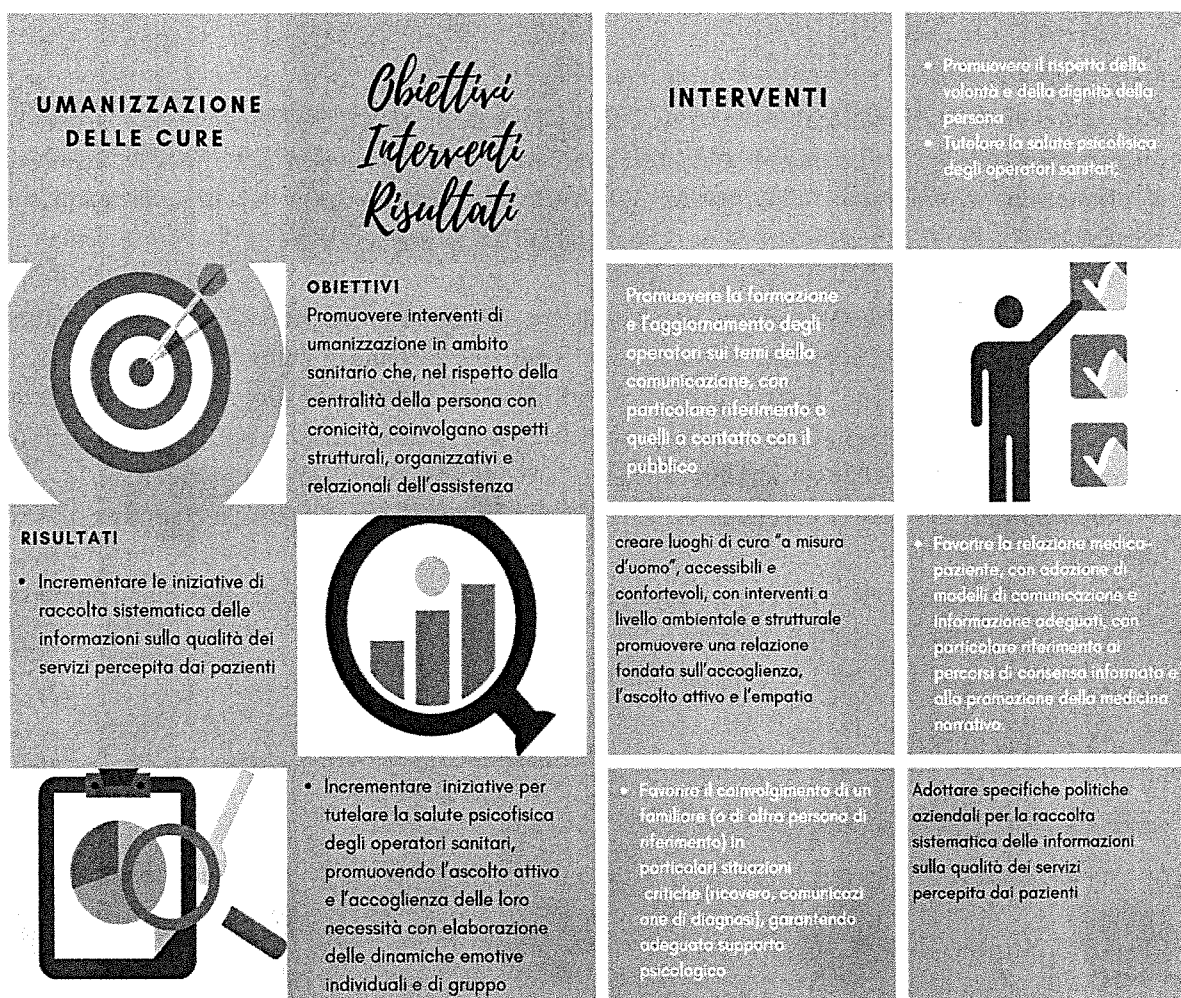 UMANIZZAZIONE
DELLE CURE
Obiettivi
Interventi
Risultati
OBIETTIVI
Promuovere interventi di
umanizzazione in ambito
sanitario che, nel rispetto della
centralità della persona con
cronicità, coinvolgano aspetti
strutturali, organizzativi e
relazionali dell'assistenza
RISULTATI
• Incrementare le iniziative di
raccolta sistematica delle
informazioni sulla qualità dei
servizi percepita dai pazienti
• Incrementare iniziative per
tutelare la salute psicofisica
degli operatori sanitari,
promuovendo l'ascolto attivo
e l'accoglienza delle loro
necessità con elaborazione
delle dinamiche emotive
individuali e di gruppo
INTERVENTI
• Promuovere il rispetto della
volontà e della dignità della
persona
• Tutelare la salute psicofisica
degli operatori sanitari.
Promuovere la formazione
e l'aggiornamento degli
operatori sui temi della
comunicazione, con
particolare riferimento a
quelli a contatto con il
pubblico
creare luoghi di cura "a misura
d'uomo", accessibili e
confortevoli, con interventi a
livello ambientale e strutturale
promuovere una relazione
fondata sull'accoglienza,
l'ascolto attivo e l'empatia
• Favorire la relazione medico-
paziente, con adozione di
modelli di comunicazione e
informazione adeguati, con
particolare riferimento ai
percorsi di consenso informato e
alla promozione della medicina
narrativa.
• Favorire il coinvolgimento di un
familiare (o di altra persona di
riferimento) in
particolari situazioni
critiche (ricovero, comunicazi
one di diagnosi), garantendo
adeguato supporto
psicologico
Adottare specifiche politiche
aziendali per la raccolta
sistematica delle informazioni
sulla qualità dei servizi
percepita dai pazienti